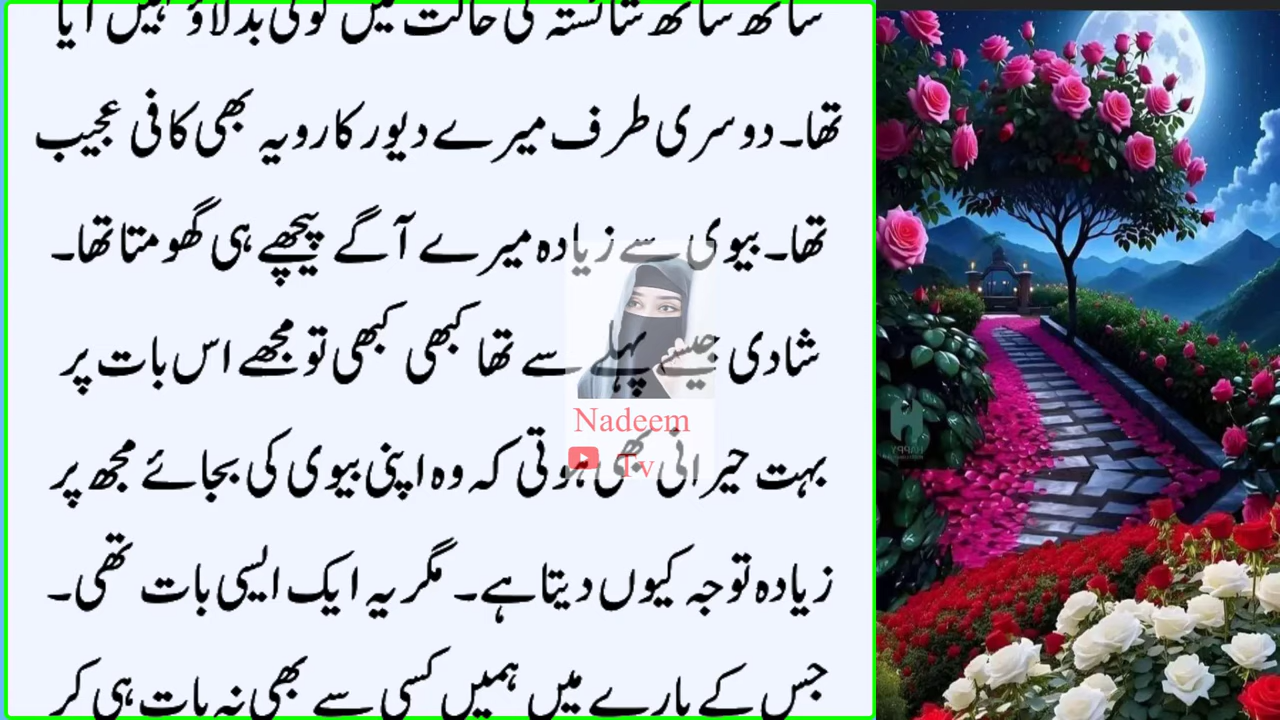 ساتھ ساتھ شائستہ کی حالت میں کوئی بدلاؤ نہیں آیا
تھا۔ دوسری طرف میرے دیور کا رویہ بھی کافی عجیب
تھا۔ بیوی سے زیادہ میرے آگے پیچھے ہی گھومتا تھا۔
شادی جیسے پہلے سے تھا کبھی کبھی تو مجھے اس بات پر
بہت حیرانی بھی ہوتی کہ وہ اپنی بیوی کی بجائے مجھ پر
زیادہ توجہ کیوں دیتا ہے۔ مگر یہ ایک ایسی بات تھی۔
جس کے بارے میں ہمیں کسی سے بھی نہ بات ہی کر
Nadeem
Tv
HAPPY